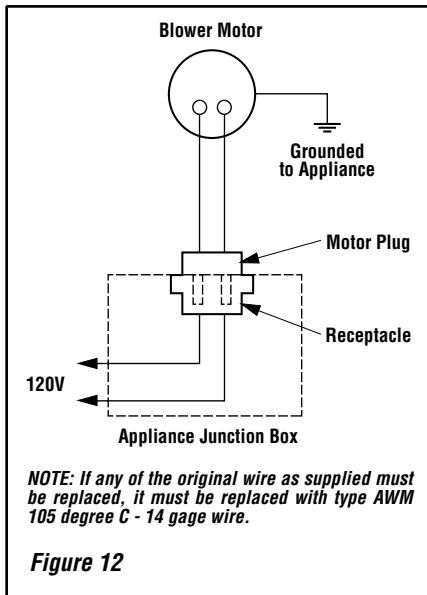 Blower Motor
Grounded
to Appliance
Motor Plug
Receptacle
120V
Appliance Junction Box
NOTE: If any of the original wire as supplied must
be replaced, it must be replaced with type AWM
105 degree C - 14 gage wire.
Figure 12